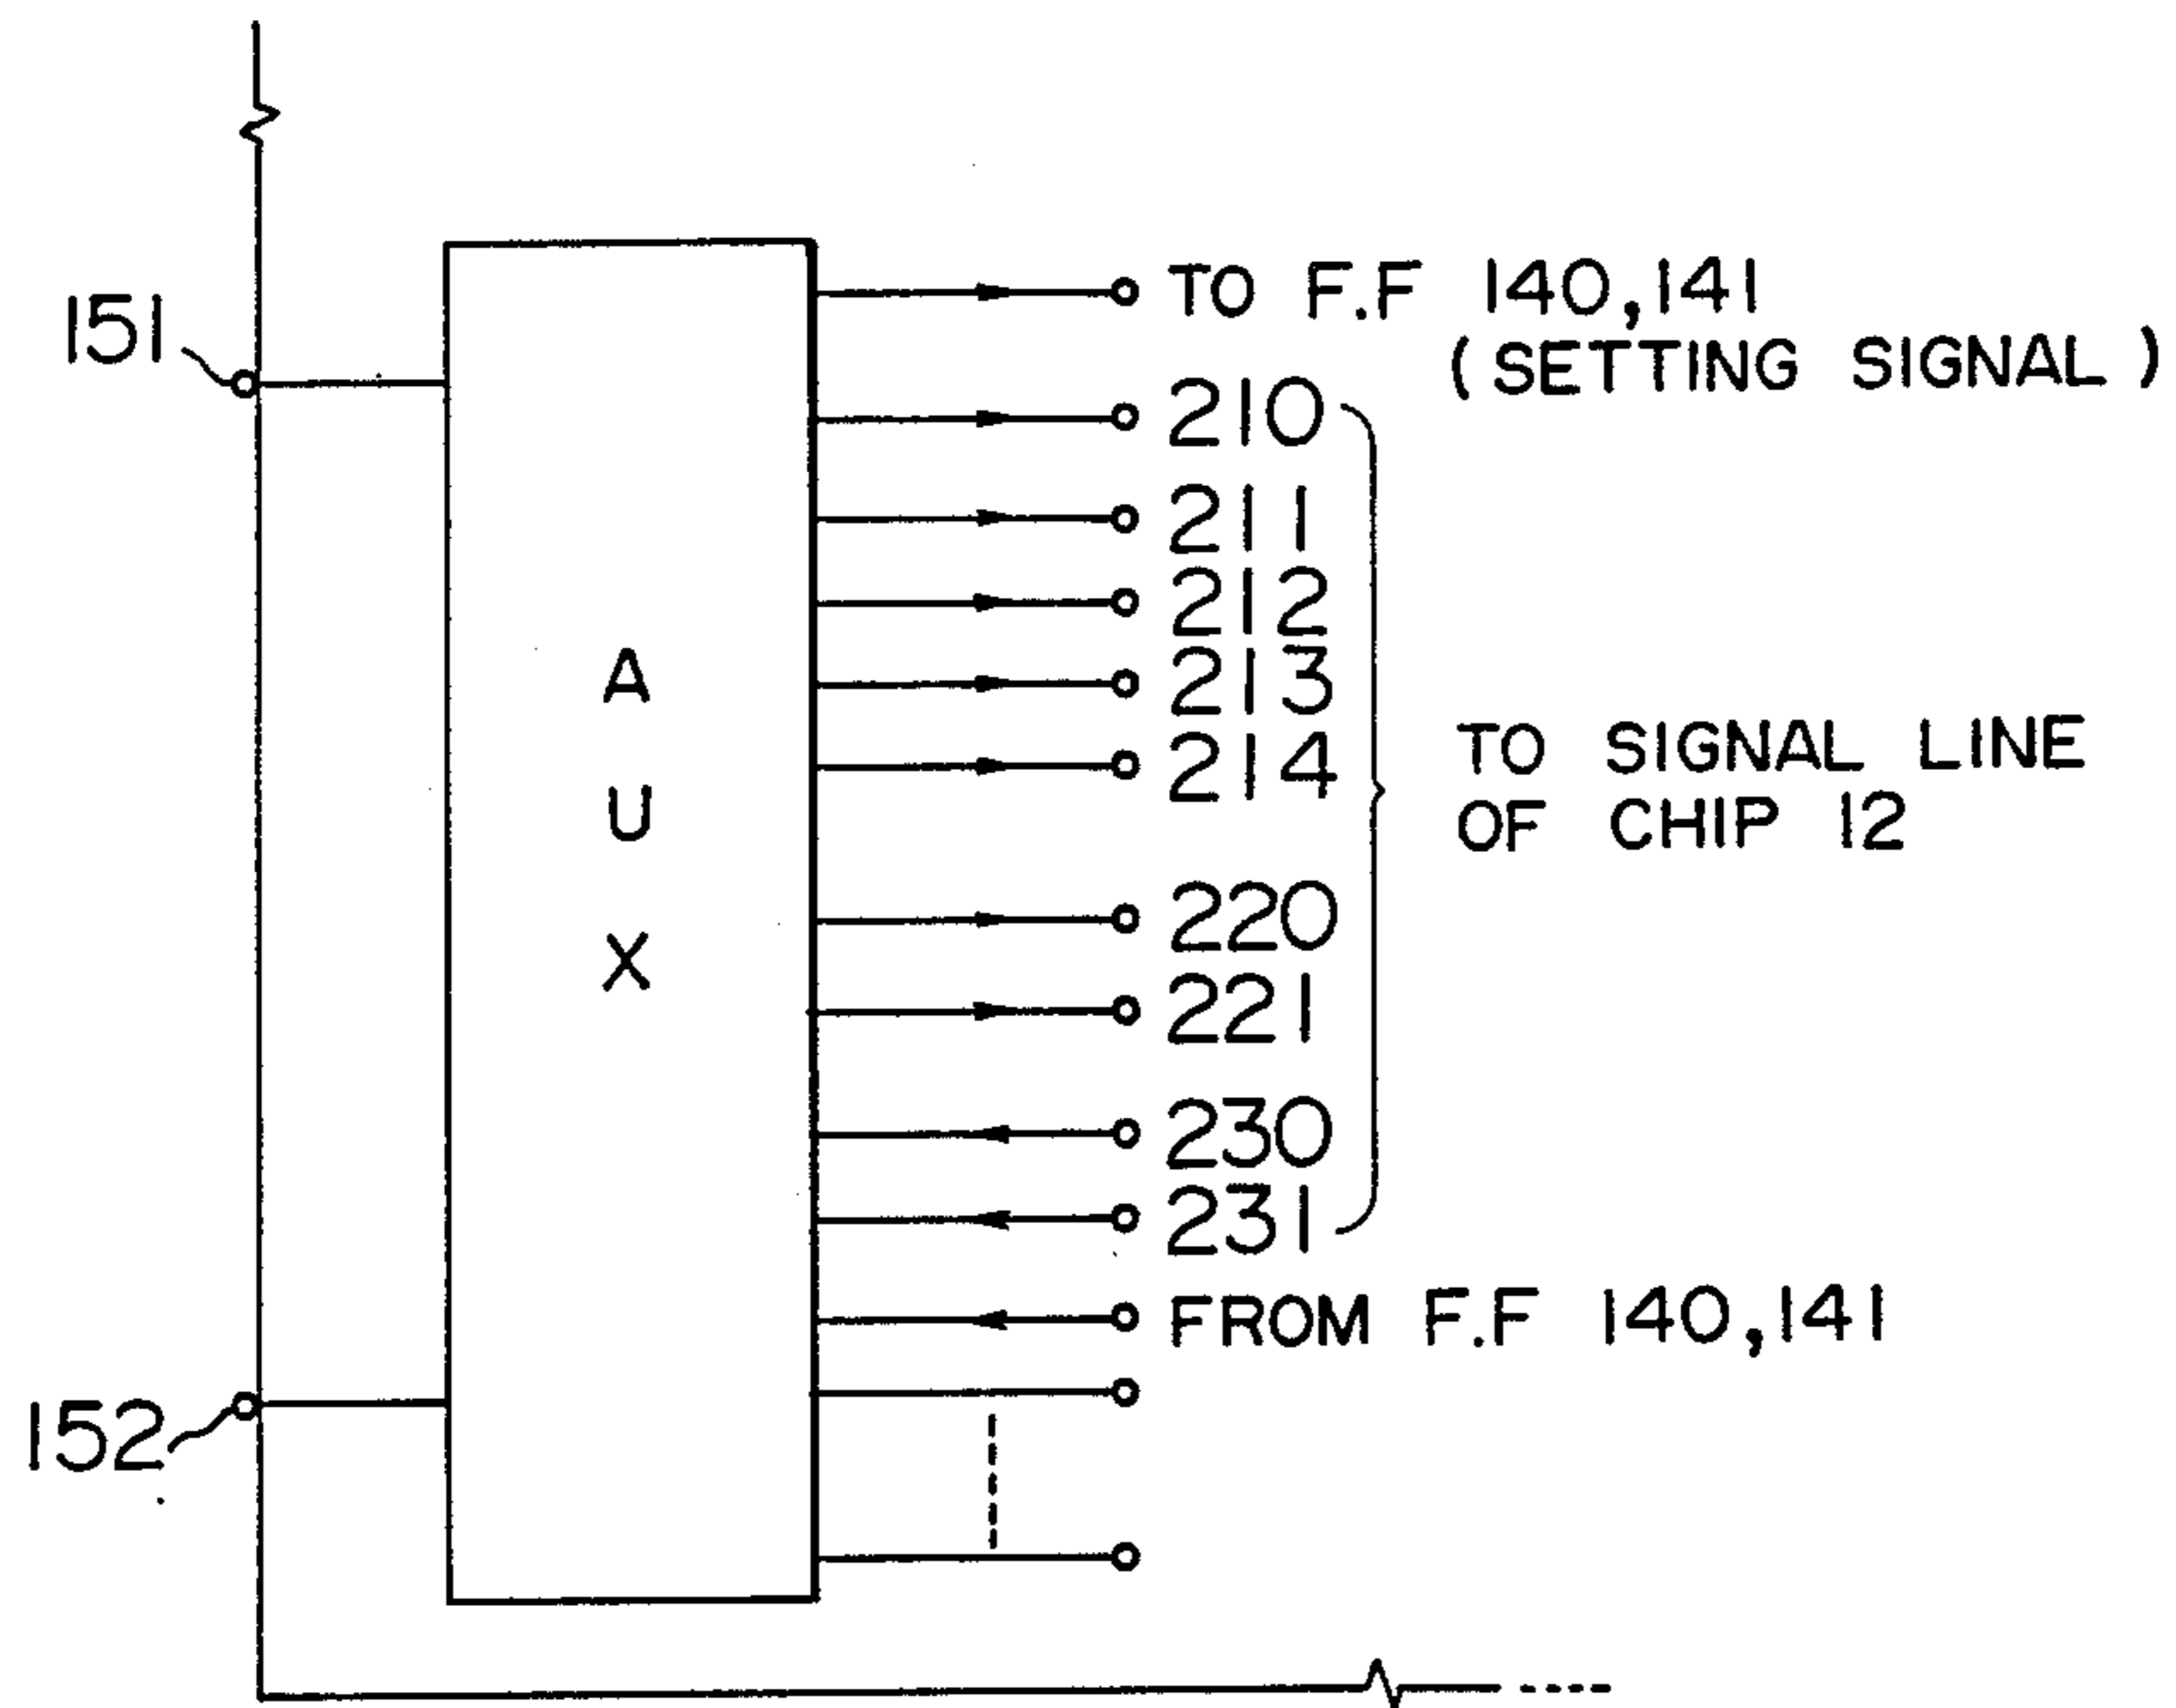 151
152
A
U
X
TO F.F 140,141
(SETTING SIGNAL)
210
211
212
213
214
220
221
230
231
TO SIGNAL LINE
OF CHIP 12
FROM F.F 140,141